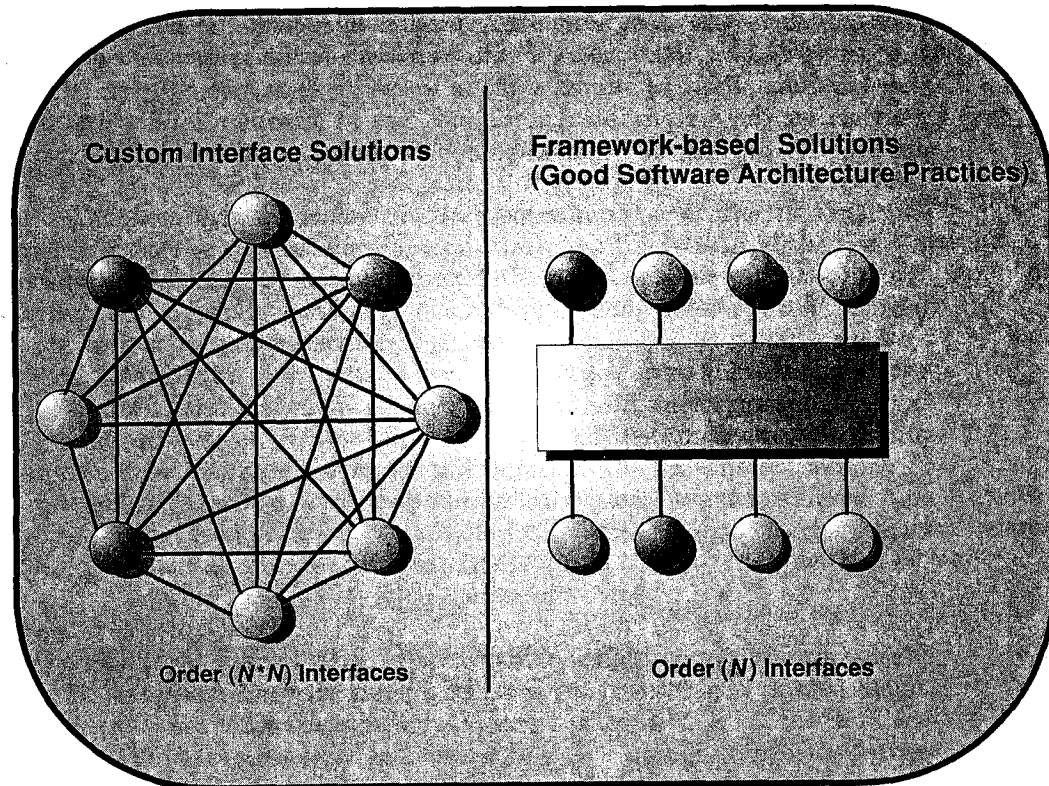 Custom Interface Solutions
Framework-based Solutions
(Good Software Architecture Practices)
Order (N*N) Interfaces
Order (N) Interfaces